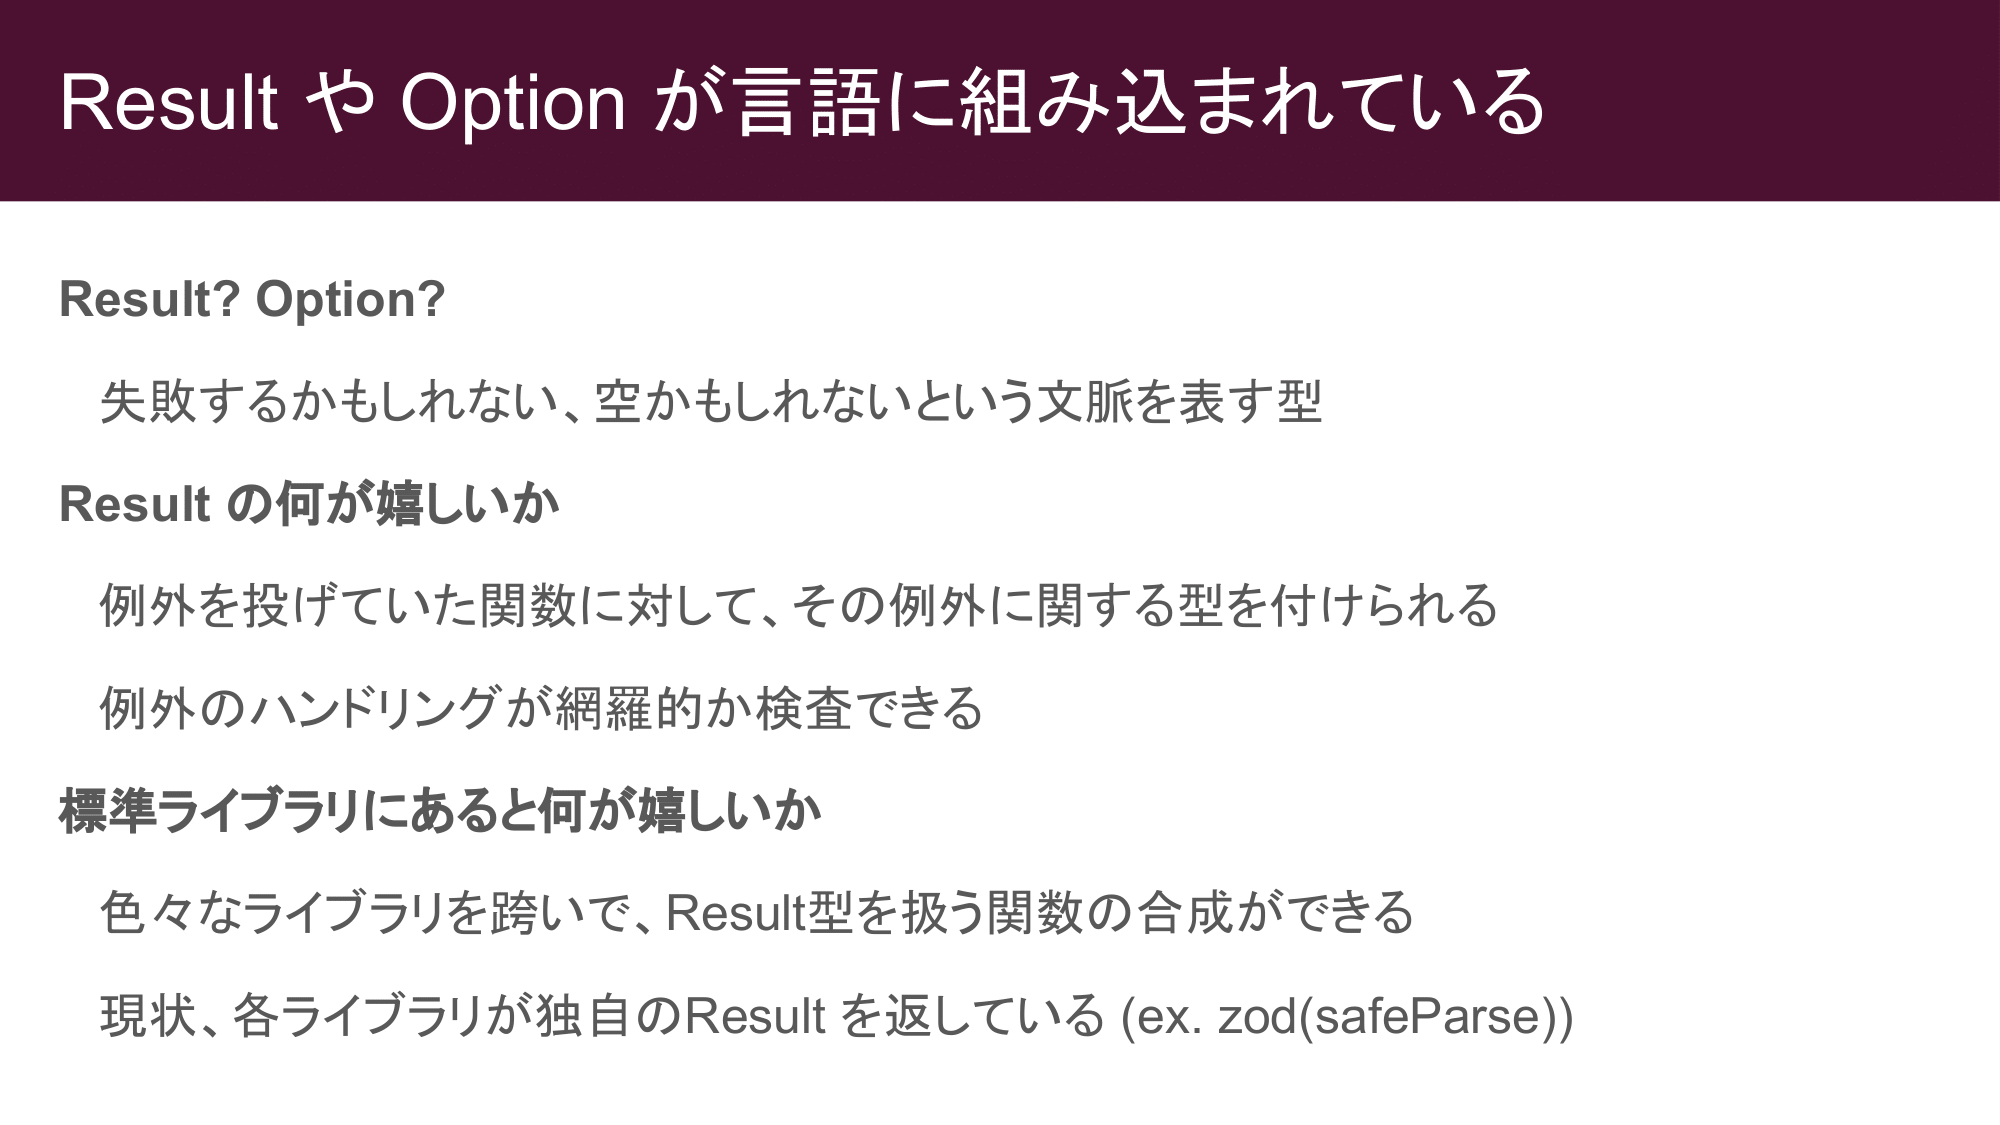 Result や Option が言語に組み込まれている
Result? Option?
失敗するかもしれない、空かもしれないという文脈を表す型
Result の何が嬉しいか
例外を投げていた関数に対して、その例外に関する型を付けられる
例外のハンドリングが網羅的か検査できる
標準ライブラリにあると何が嬉しいか
色々なライブラリを跨いで、Result型を扱う関数の合成ができる
現状、各ライブラリが独自のResult を返している (ex. zod(safeParse))